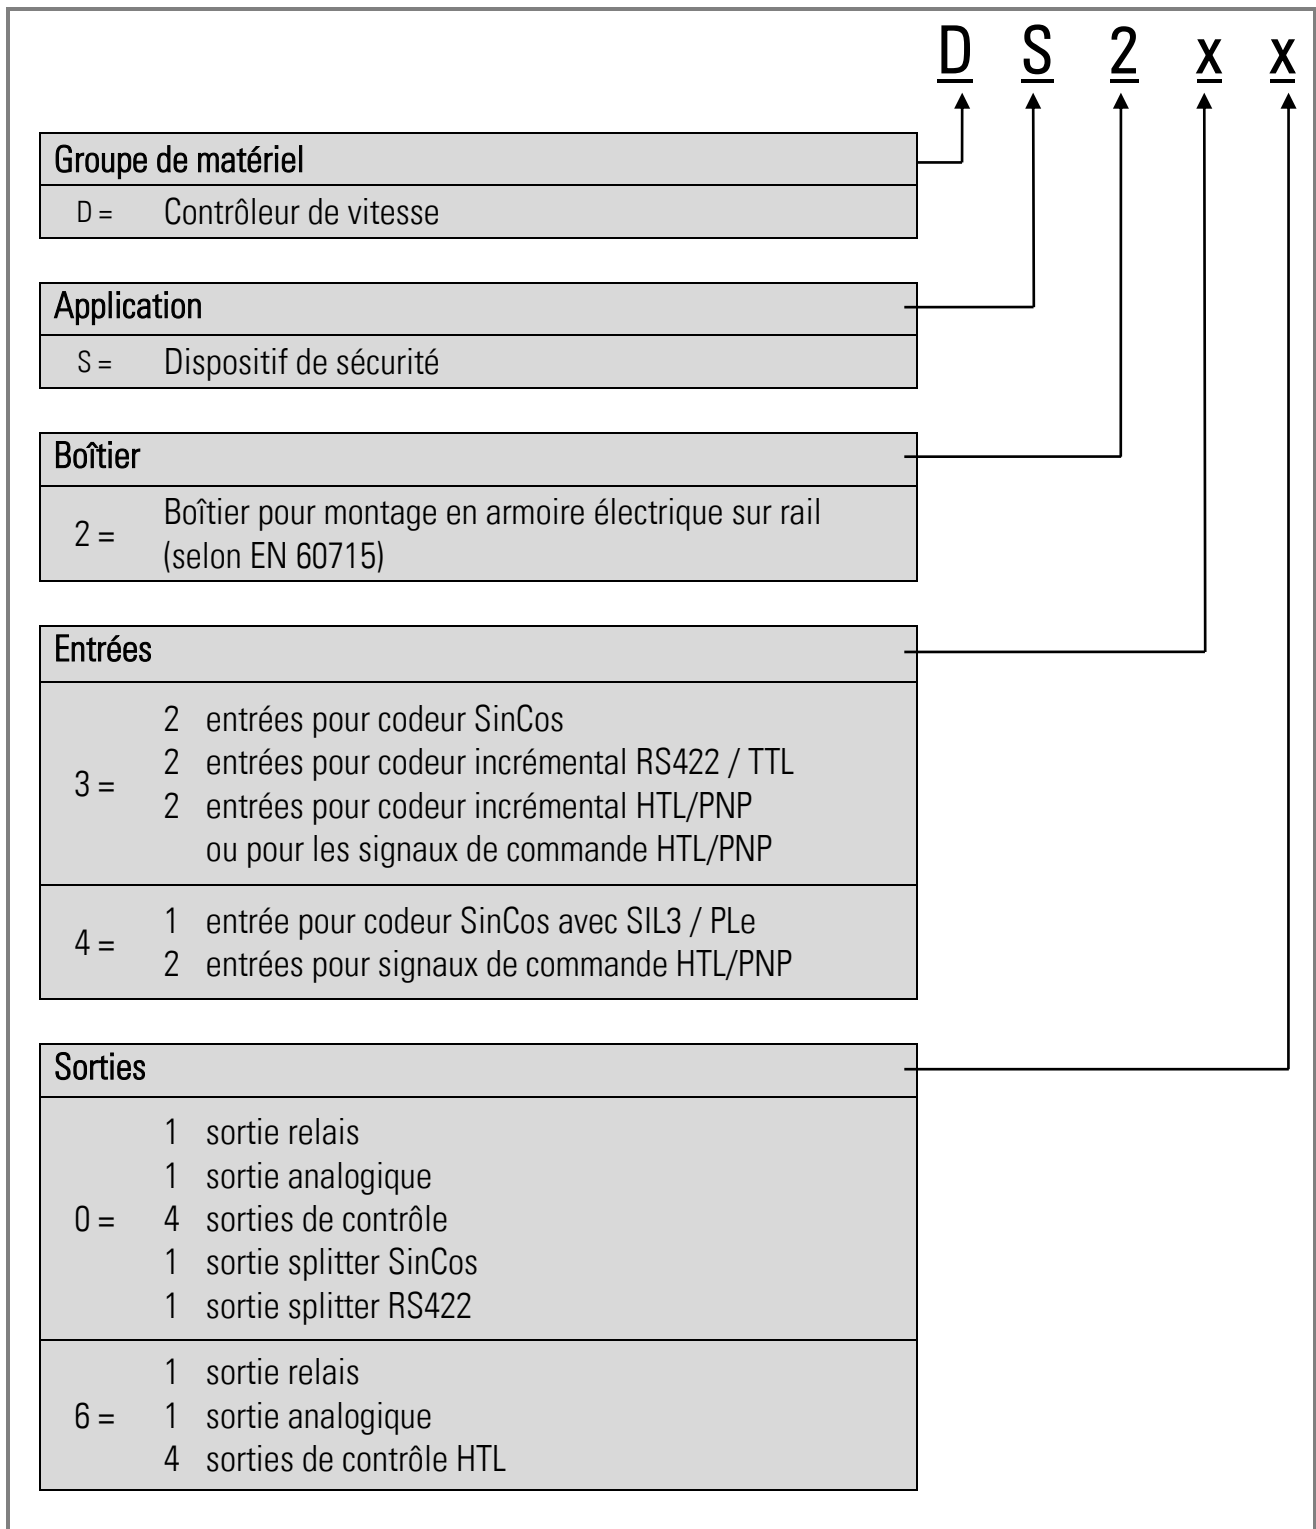 D S 2 x x
Groupe de matériel
D = Contrôleur de vitesse
Application
S = Dispositif de sécurité
Boîtier
2 = Boîtier pour montage en armoire électrique sur rail
(selon EN 60715)
Entrées
3 =
2 entrées pour codeur SinCos
2 entrées pour codeur incrémental RS422 / TTL
2 entrées pour codeur incrémental HTL/PNP
ou pour les signaux de commande HTL/PNP
4 =
1 entrée pour codeur SinCos avec SIL3 / PLe
2 entrées pour signaux de commande HTL/PNP
Sorties
0 =
1 sortie relais
1 sortie analogique
4 sorties de contrôle
1 sortie splitter SinCos
1 sortie splitter RS422
6 =
1 sortie relais
1 sortie analogique
4 sorties de contrôle HTL